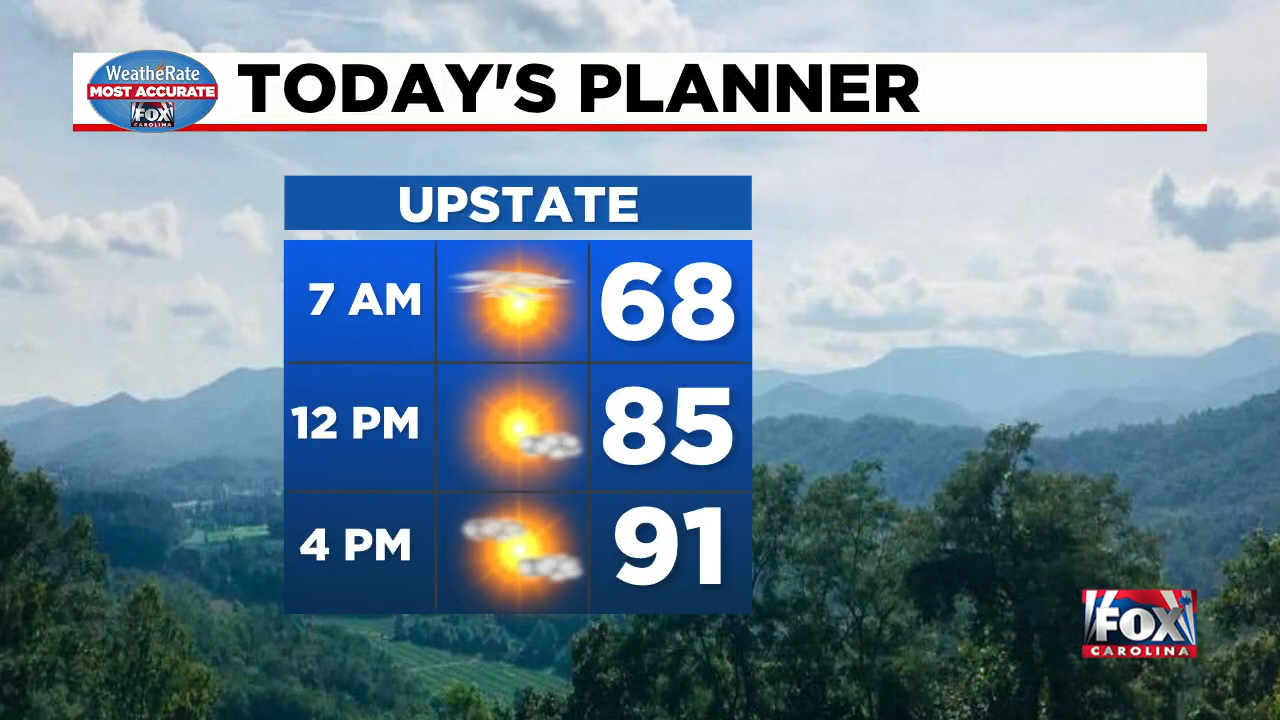 WeatheRate
MOST ACCURATE
FOX
CAROLINA
TODAY'S PLANNER
UPSTATE
7 AM 68
12 PM 85
4 PM 91
FOX
CAROLINA